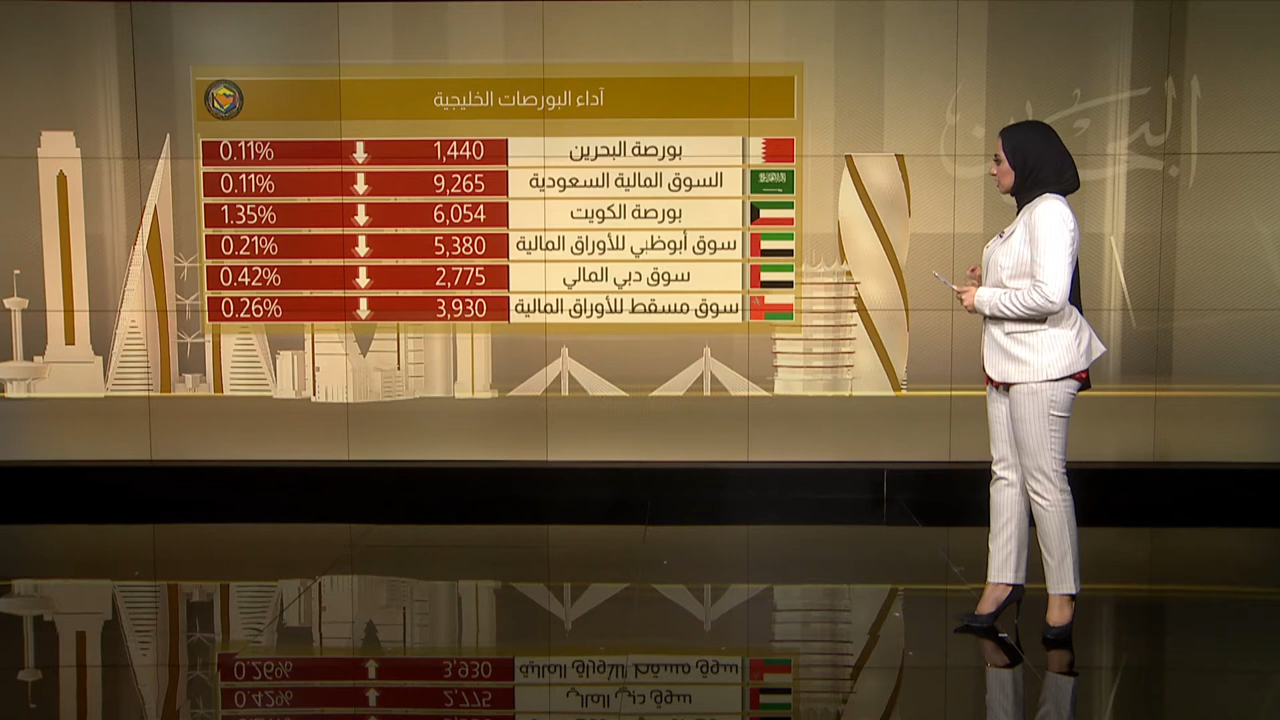 آداء البورصات الخليجية
بورصة البحرين 1,440 0.11%
السوق المالية السعودية 9,265 0.11%
بورصة الكويت 6,054 1.35%
سوق أبوظبي للأوراق المالية 5,380 0.21%
سوق دبي المالي 2,775 0.42%
سوق مسقط للأوراق المالية 3,930 0.26%
البحرين